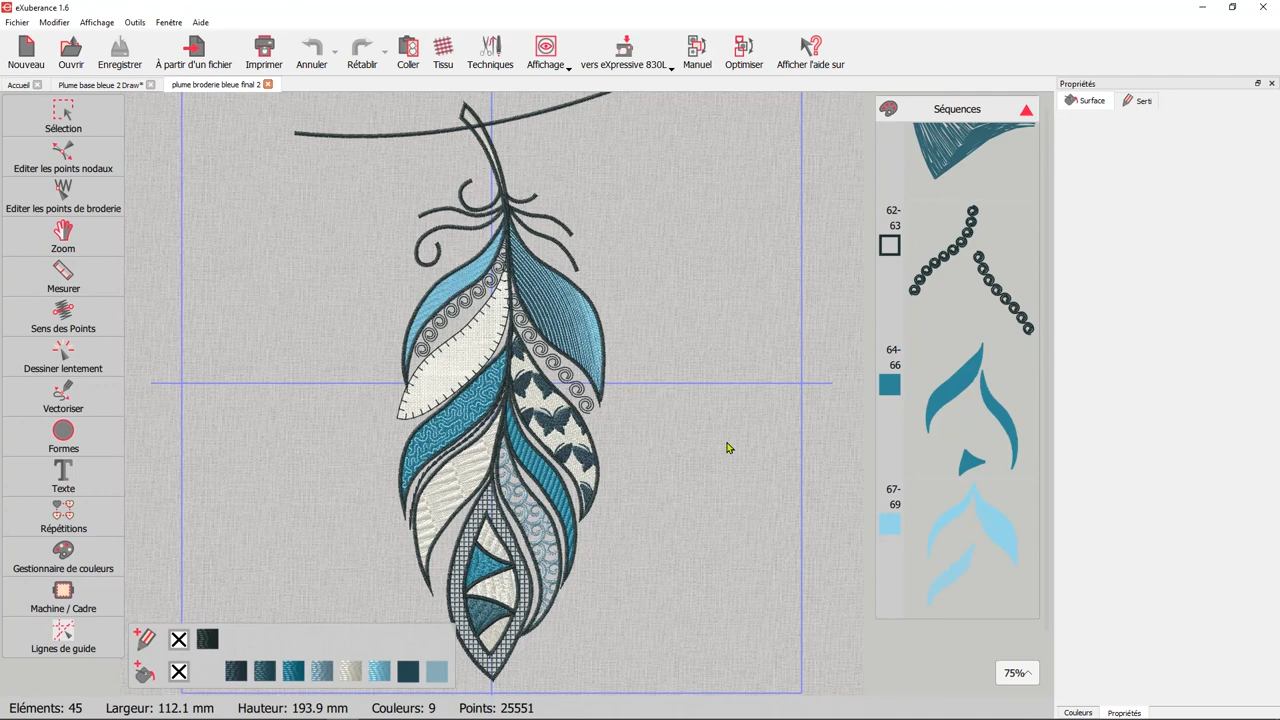 eXuberance 1.6
Fichier Modifier Affichage Outils Fenêtre Aide
Nouveau Ouvrir Enregistrer À partir d'un fichier Imprimer Annuler Rétablir Coller Tissu Techniques Affichage vers eXpressive 830L Manuel Optimiser Afficher l'aide sur
Accueil Plume base bleue 2 Draw* plume broderie bleue final 2
Propriétés
Surface Serti
Sélection
Editer les points nodaux
Editer les points de broderie
Zoom
Mesurer
Sens des Points
Dessiner lentement
Vectoriser
Formes
Texte
Répétitions
Gestionnaire de couleurs
Machine / Cadre
Lignes de guide
Séquences
62-
63
64-
66
67-
69
75%
Eléments: 45 Largeur: 112.1 mm Hauteur: 193.9 mm Couleurs: 9 Points: 25551
Couleurs Propriétés